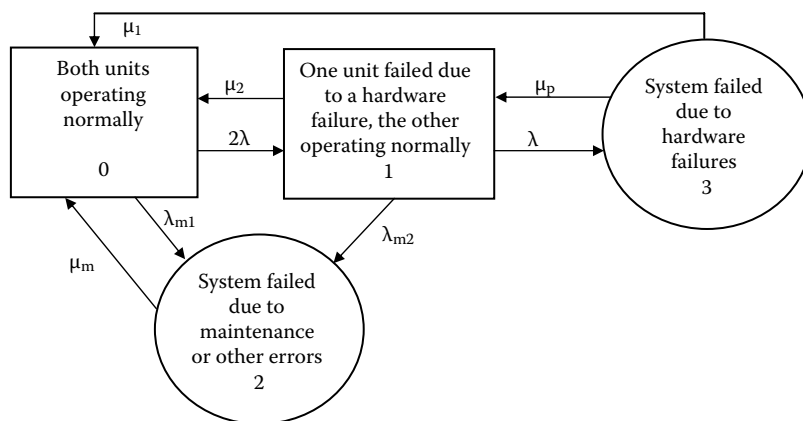 μ1
Both units
operating
normally
0
μ2
2λ
One unit failed due
to a hardware
failure, the other
operating normally
1
μp
λ
System failed
due to
hardware
failures
3
λm1
λm2
μm
System failed
due to
maintenance
or other errors
2